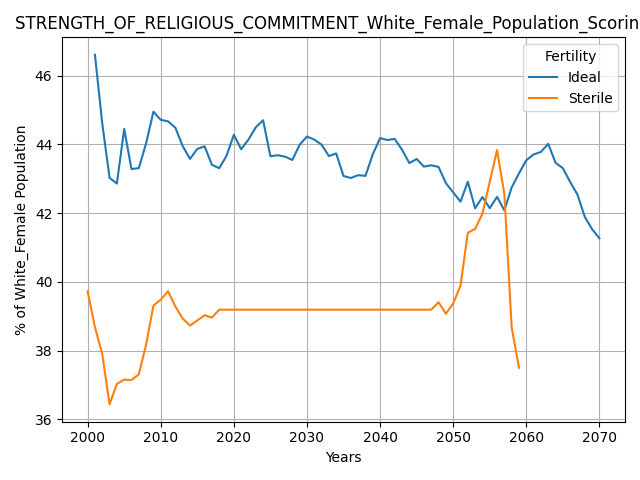 STRENGTH_OF_RELIGIOUS_COMMITMENT_White_Female_Population_Scorin
Fertility
Ideal
Sterile
% of White_Female Population
46
44
42
40
38
36
2000 2010 2020 2030 2040 2050 2060 2070
Years